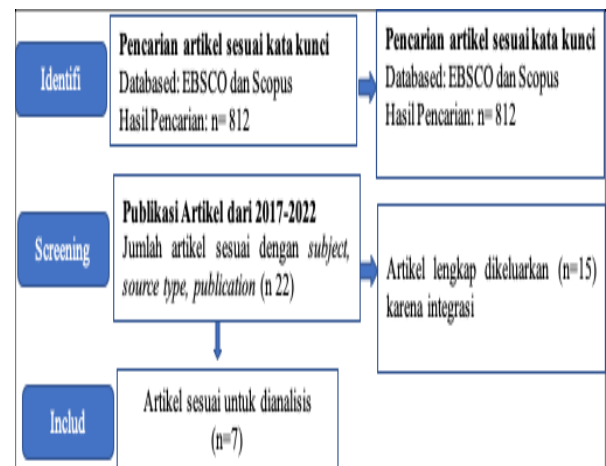 Identifi
Pencarian artikel sesuai kata kunci
Databased: EBSCO dan Scopus
Hasil Pencarian: n= 812
Pencarian artikel sesuai kata kunci
Databased: EBSCO dan Scopus
Hasil Pencarian: n= 812
Screening
Publikasi Artikel dari 2017-2022
Jumlah artikel sesuai dengan subject,
source type, publication (n 22)
Artikel lengkap dikeluarkan (n=15)
karena integrasi
Includ
Artikel sesuai untuk dianalisis
(n=7)